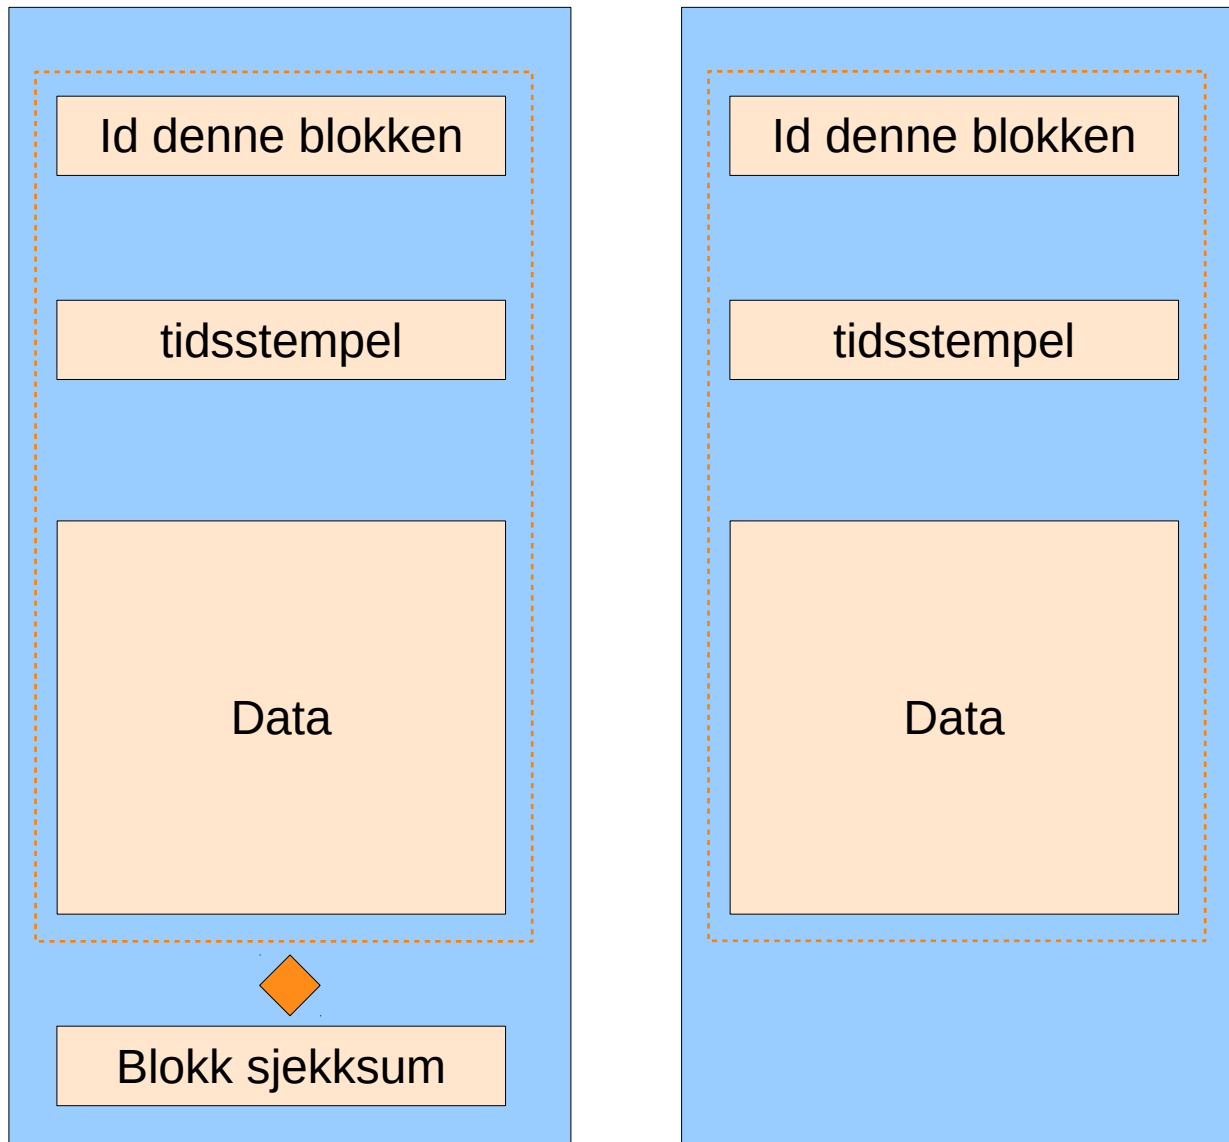 Id denne blokken
tidsstempel
Data
Blokk sjekksum
Id denne blokken
tidsstempel
Data